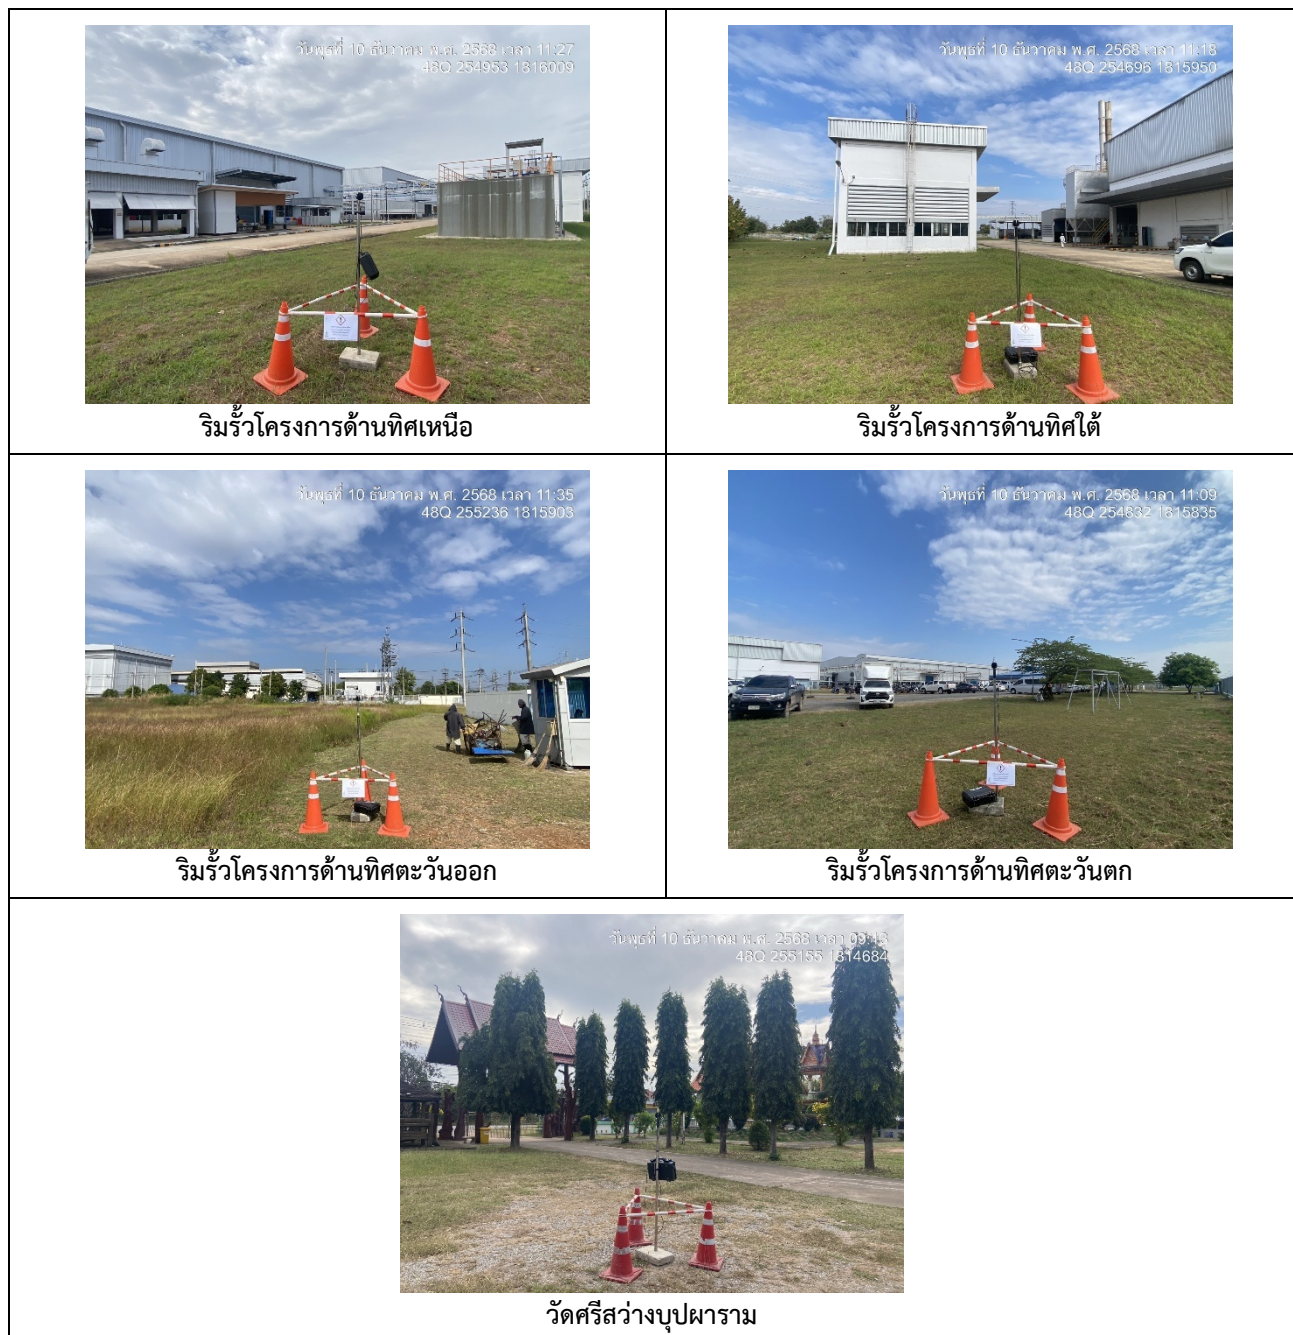 วันพุธที่ 10 ธันวาคม พ.ศ. 2568 เวลา 11:27
48Q 254953 1816009
ริมรั้วโครงการด้านทิศเหนือ
วันพุธที่ 10 ธันวาคม พ.ศ. 2568 เวลา 11:18
48Q 254696 1815950
ริมรั้วโครงการด้านทิศใต้
วันพุธที่ 10 ธันวาคม พ.ศ. 2568 เวลา 11:35
48Q 255236 1815903
ริมรั้วโครงการด้านทิศตะวันออก
วันพุธที่ 10 ธันวาคม พ.ศ. 2568 เวลา 11:09
48Q 254832 1815835
ริมรั้วโครงการด้านทิศตะวันตก
วันพุธที่ 10 ธันวาคม พ.ศ. 2568 เวลา 09:43
48Q 255155 1814684
วัดศรีสว่างบุปผาราม